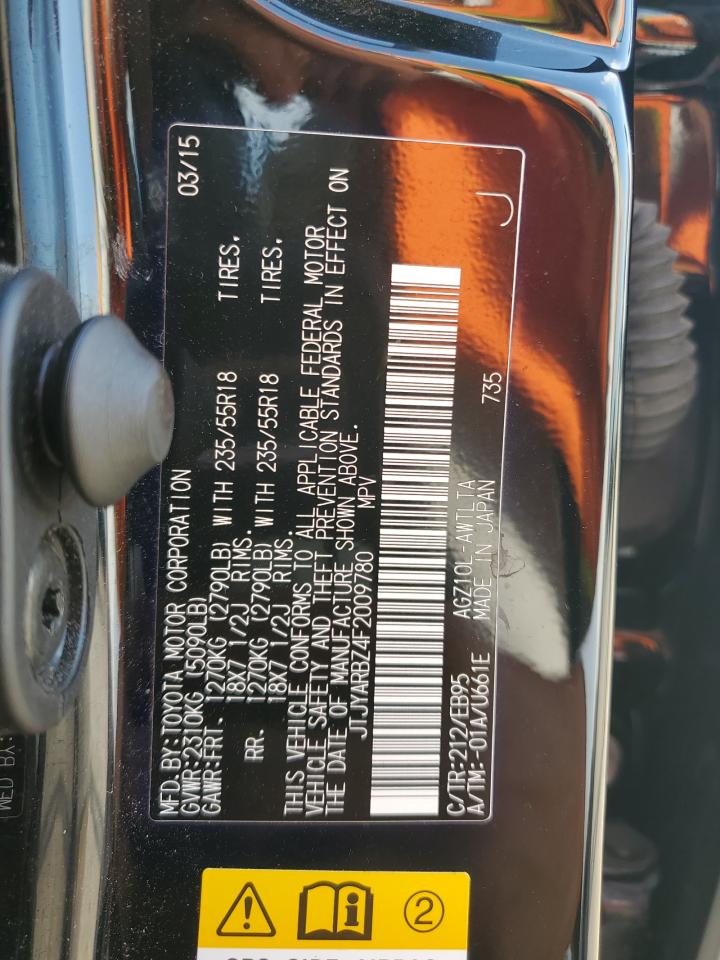 MFD.BY:TOYOTA MOTOR CORPORATION 03/15
GVWR:2310KG (5090LB)
GAWR:FRT. 1270KG (2790LB) WITH 235/55R18 TIRES.
18X7 1/2J RIMS.
RR. 1270KG (2790LB) WITH 235/55R18 TIRES.
18X7 1/2J RIMS.
THIS VEHICLE CONFORMS TO ALL APPLICABLE FEDERAL MOTOR
VEHICLE SAFETY AND THEFT PREVENTION STANDARDS IN EFFECT ON
THE DATE OF MANUFACTURE SHOWN ABOVE.
JTJYARBZ4F2009780 MPV
C/TR:212/EB95 AGZ10L-AWTLTA
A/TM:-01A/U661E MADE IN JAPAN 735
J
2